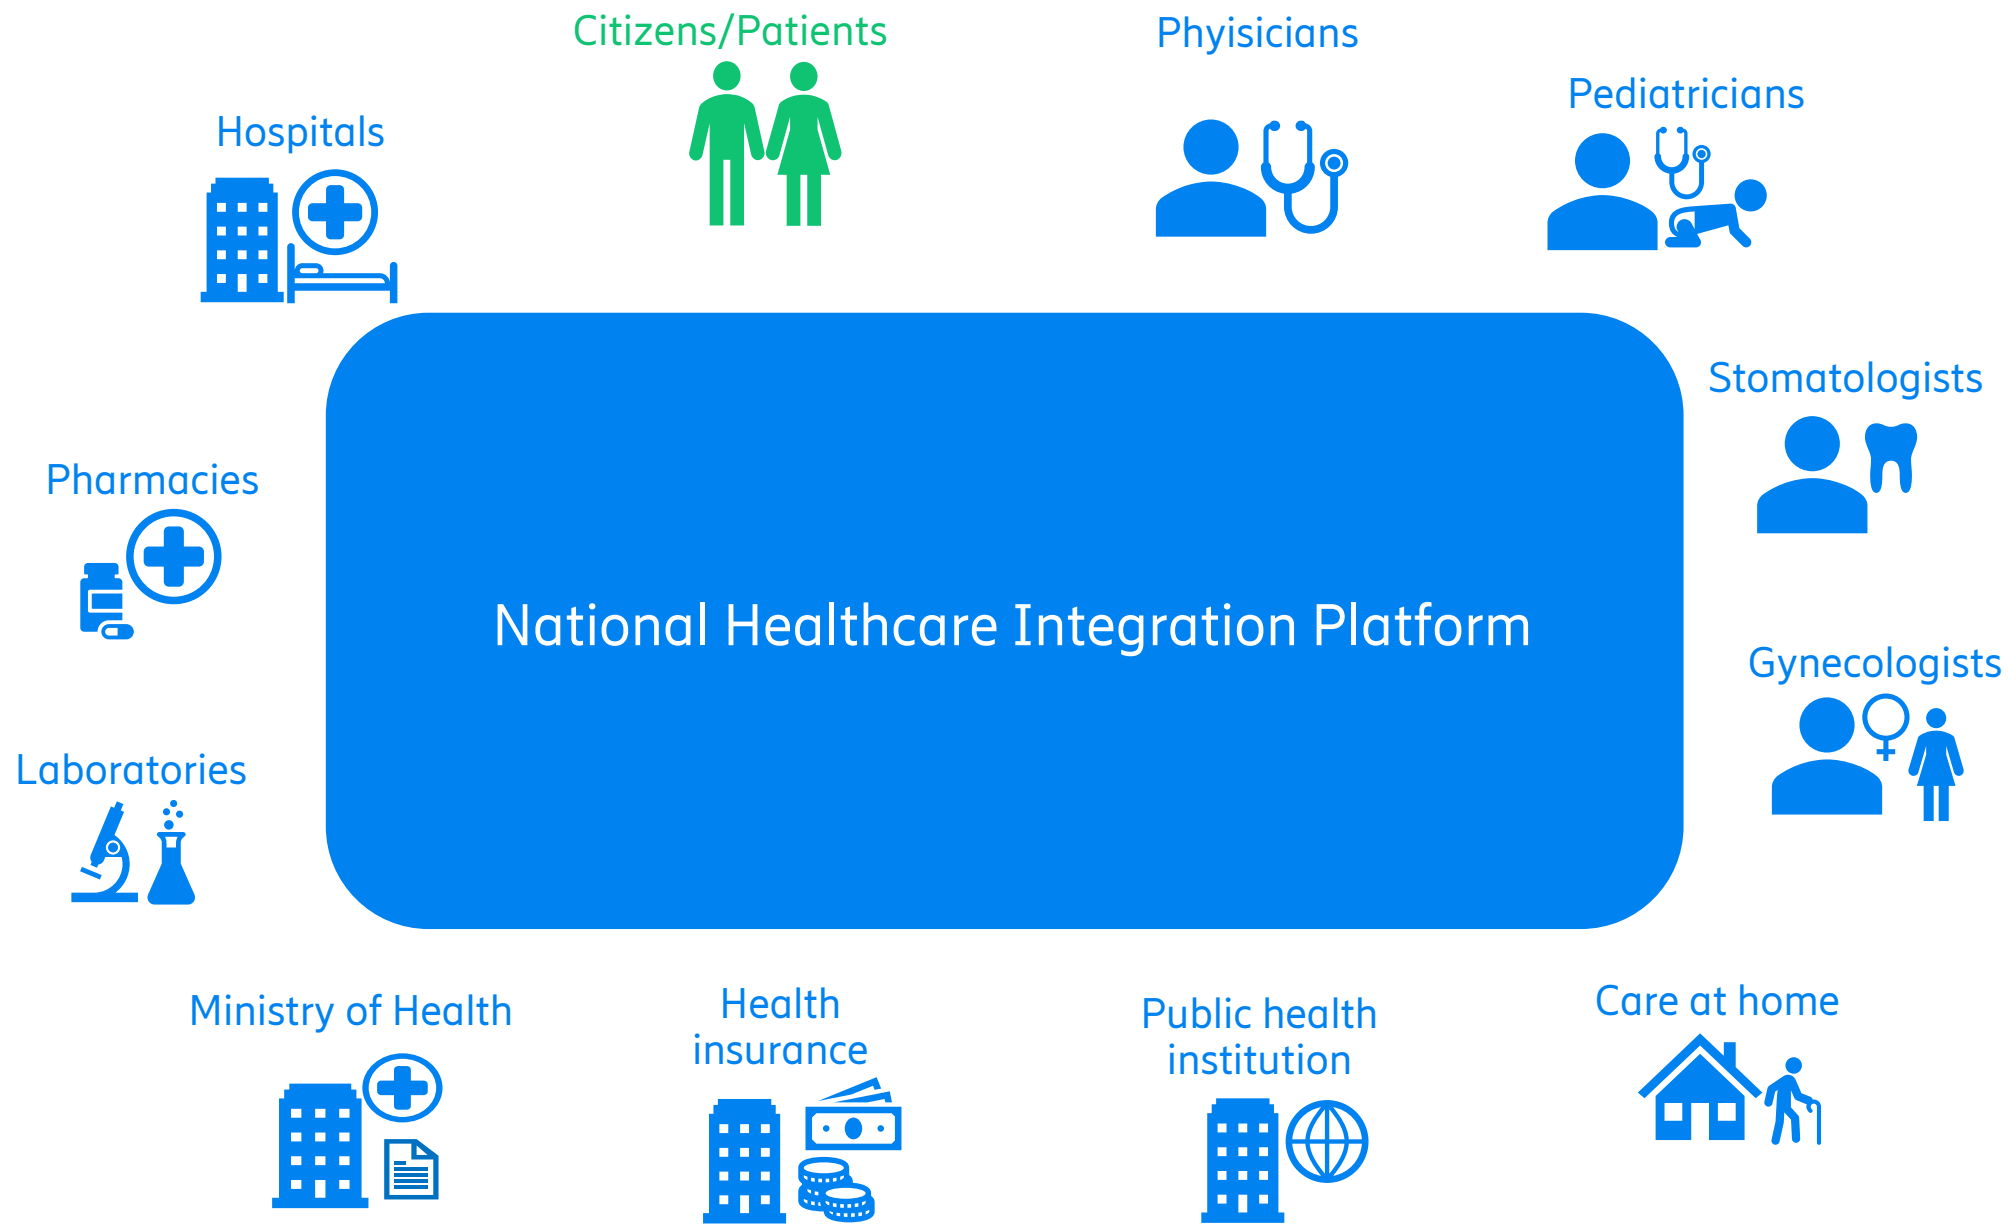 Citizens/Patients
Phyisicians
Pediatricians
Hospitals
Stomatologists
Pharmacies
National Healthcare Integration Platform
Gynecologists
Laboratories
Ministry of Health
Health
insurance
Public health
institution
Care at home